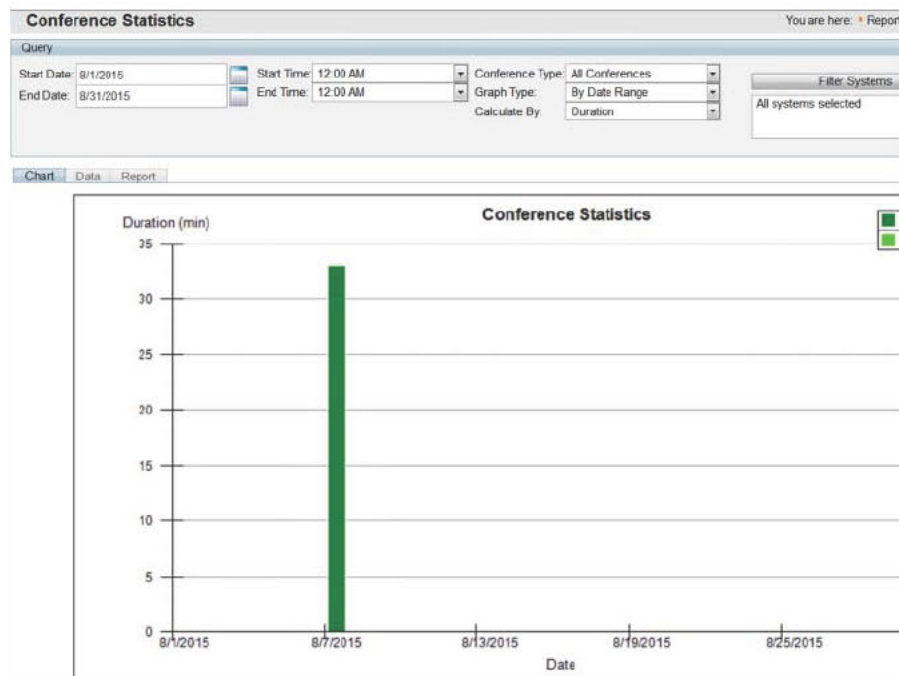 Conference Statistics
You are here: Report
Query
Start Date: 8/1/2015
Start Time: 12:00 AM
Conference Type: All Conferences
Filter Systems
End Date: 8/31/2015
End Time: 12:00 AM
Graph Type: By Date Range
All systems selected
Calculate By Duration
Chart Data Report
Conference Statistics
Duration (min)
35
30
25
20
15
10
5
0
8/1/2015 8/7/2015 8/13/2015 8/19/2015 8/25/2015
Date